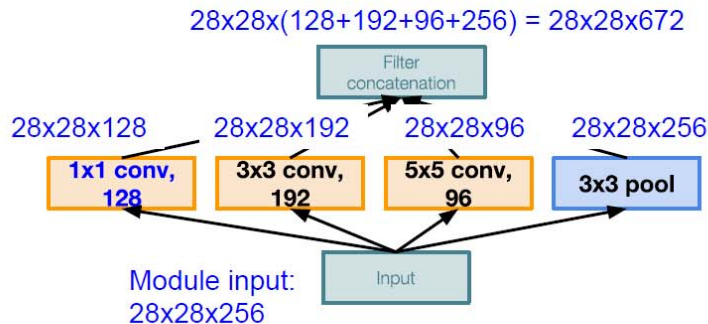 28x28x(128+192+96+256) = 28x28x672
Filter
concatenation
28x28x128
28x28x192
28x28x96
28x28x256
1x1 conv,
128
3x3 conv,
192
5x5 conv,
96
3x3 pool
Module input:
28x28x256
Input